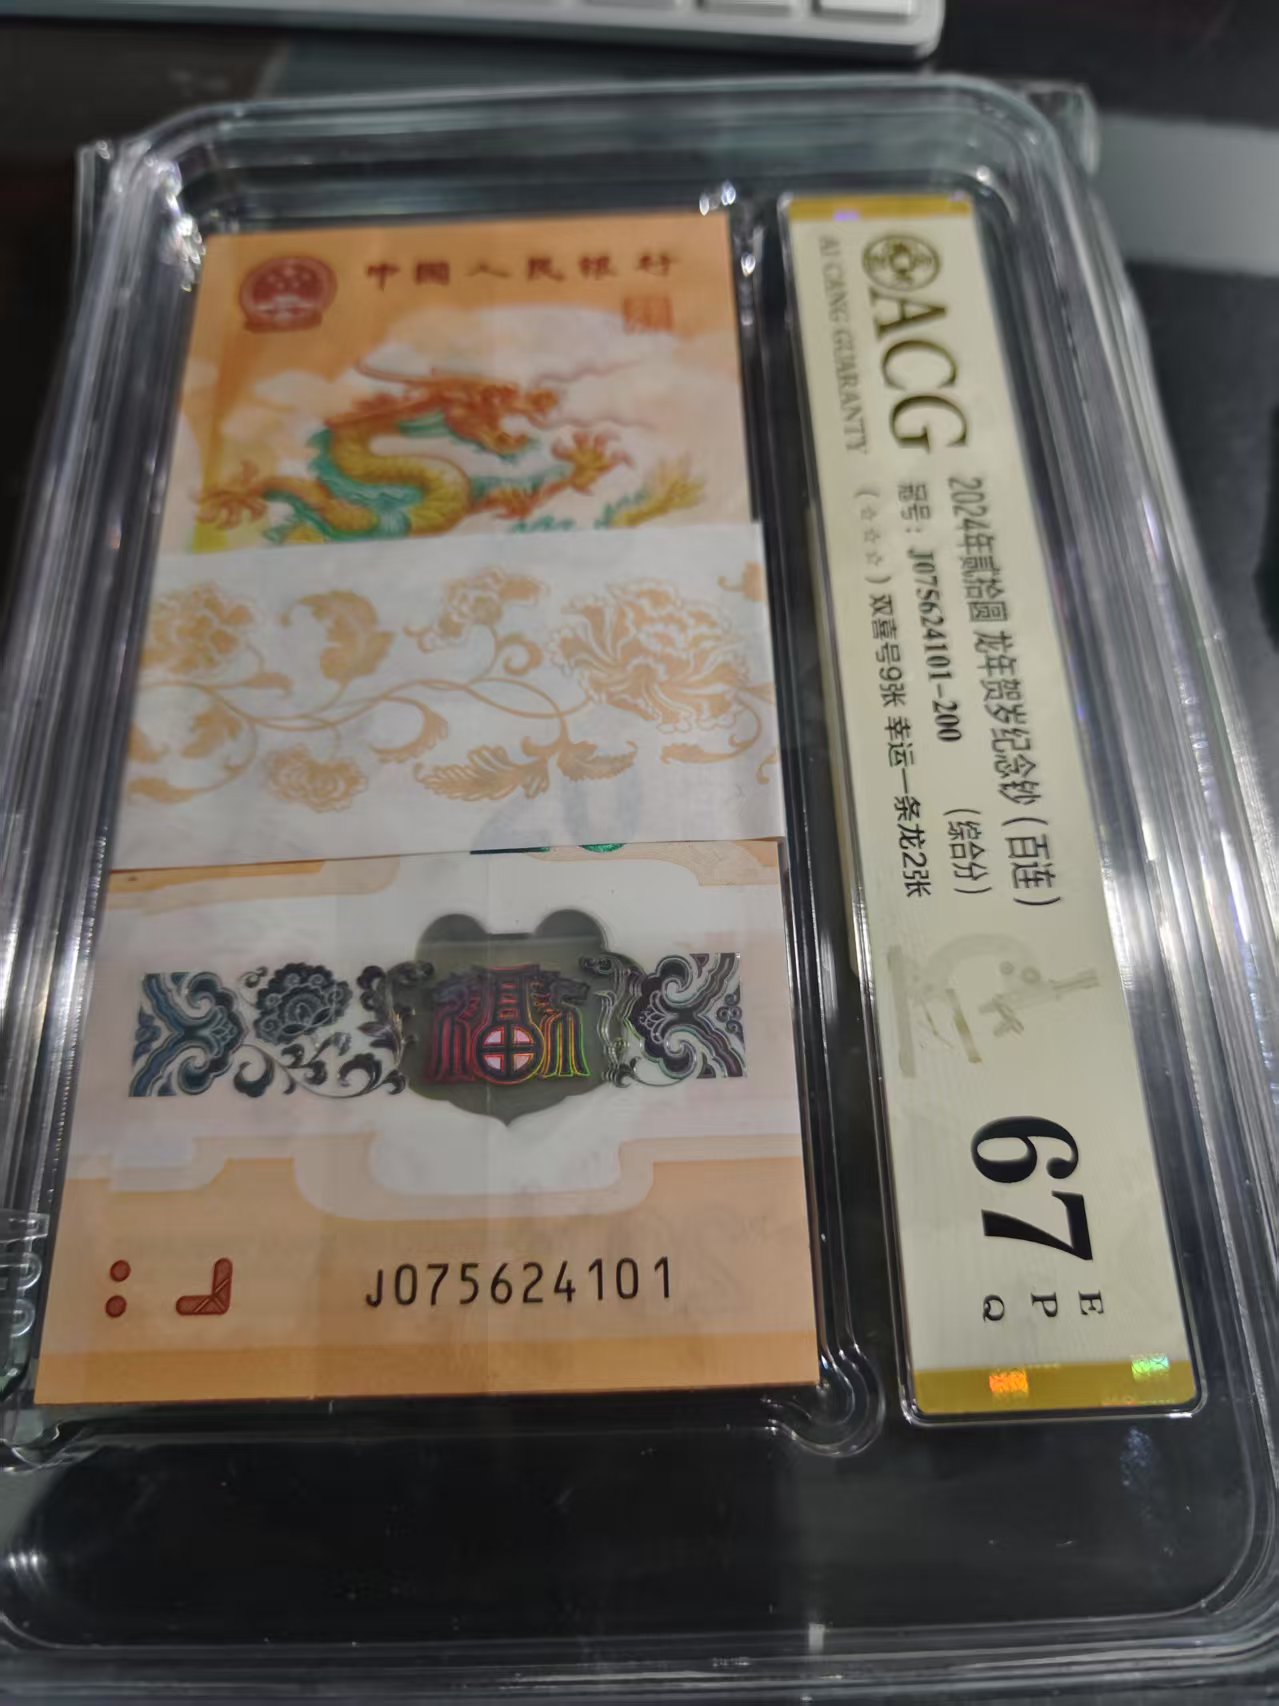 中国人民银行
J075624101
ACG
AI CANG GUARANTY
2024年贰拾圆 龙年贺岁纪念钞（百连）
冠号：J075624101-200 （综合分）
（☆☆☆）双喜号9张 幸运一条龙2张
67
E
P
Q